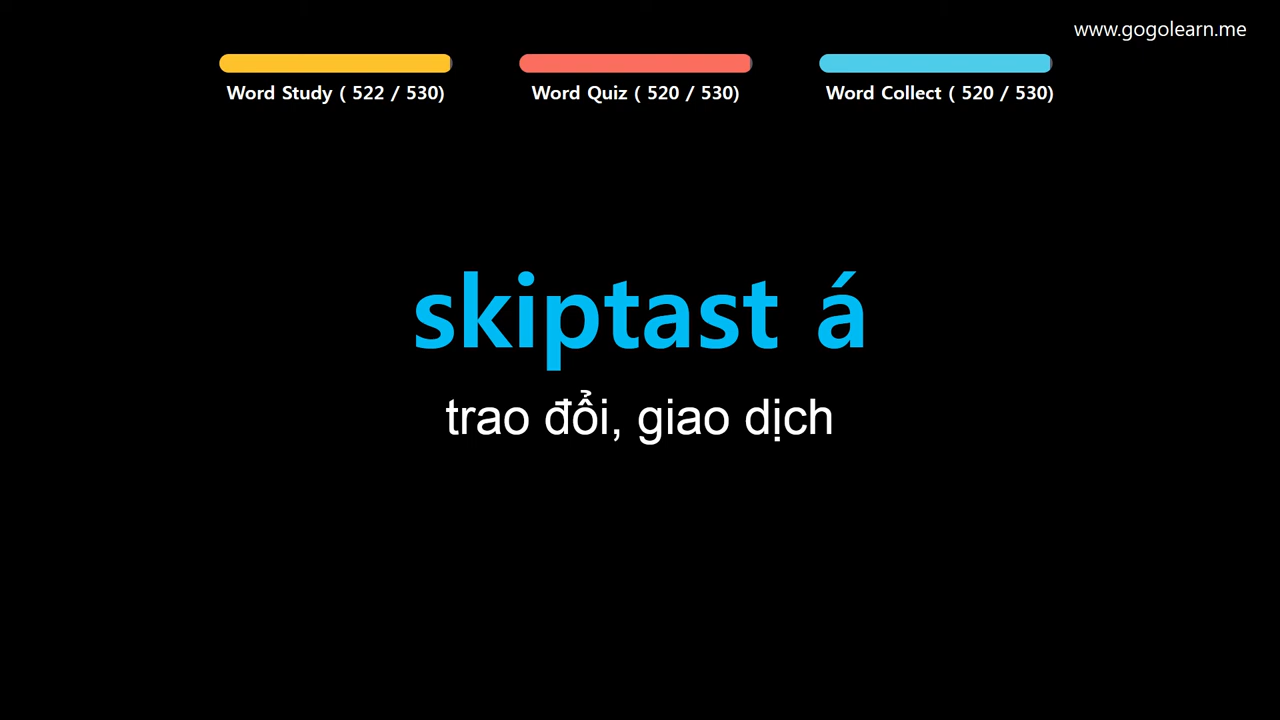 www.gogolearn.me
Word Study ( 522 / 530)
Word Quiz ( 520 / 530)
Word Collect ( 520 / 530)
skiptast á
trao đổi, giao dịch